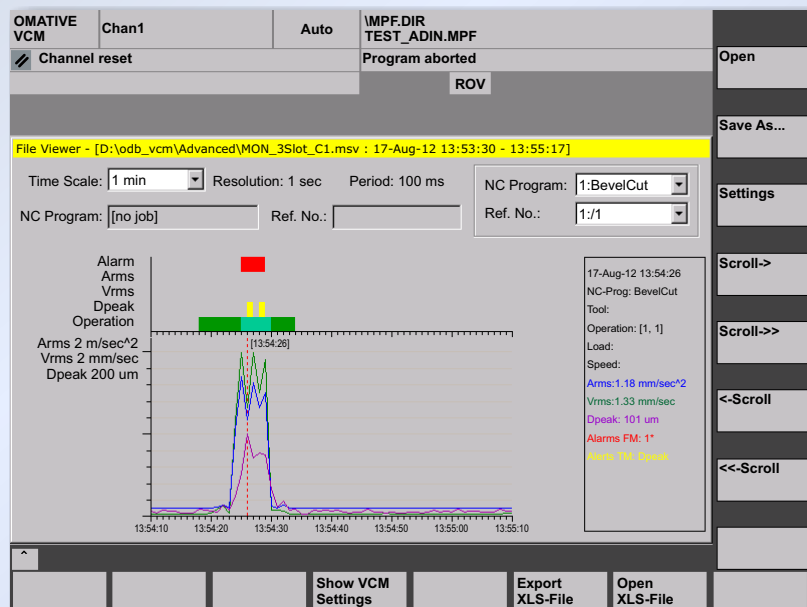 OMATIVE
VCM
Chan1
Auto
\MPF.DIR
TEST_ADIN.MPF
Channel reset
Program aborted
ROV
File Viewer - [D:\odb_vcm\Advanced\MON_3Slot_C1.msv : 17-Aug-12 13:53:30 - 13:55:17]
Time Scale: 1 min Resolution: 1 sec Period: 100 ms
NC Program: 1:BevelCut
NC Program: [no job] Ref. No.:
Ref. No.: 1:/1
Alarm
Arms
Vrms
Dpeak
Operation
Arms 2 m/sec^2
Vrms 2 mm/sec
Dpeak 200 um
[13:54:26]
13:54:10 13:54:20 13:54:30 13:54:40 13:54:50 13:55:00 13:55:10
17-Aug-12 13:54:26
NC-Prog: BevelCut
Tool:
Operation: [1, 1]
Load:
Speed:
Arms:1.18 mm/sec^2
Vrms:1.33 mm/sec
Dpeak: 101 um
Alarms FM: 1*
Alerts TM: Dpeak
Open
Save As...
Settings
Scroll->
Scroll->>
<-Scroll
<<-Scroll
^
Show VCM
Settings
Export
XLS-File
Open
XLS-File